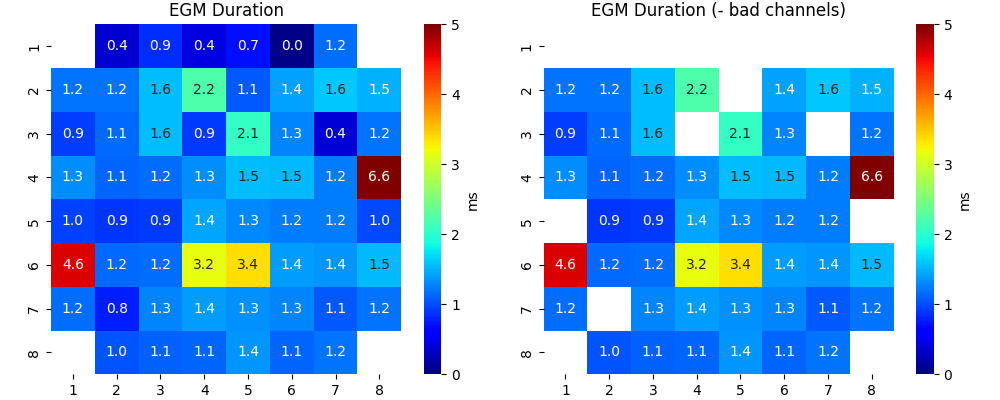 EGM Duration
1 0.4 0.9 0.4 0.7 0.0 1.2
2 1.2 1.2 1.6 2.2 1.1 1.4 1.6 1.5
3 0.9 1.1 1.6 0.9 2.1 1.3 0.4 1.2
4 1.3 1.1 1.2 1.3 1.5 1.5 1.2 6.6
5 1.0 0.9 0.9 1.4 1.3 1.2 1.2 1.0
6 4.6 1.2 1.2 3.2 3.4 1.4 1.4 1.5
7 1.2 0.8 1.3 1.4 1.3 1.3 1.1 1.2
8 1.0 1.1 1.1 1.4 1.1 1.2
1 2 3 4 5 6 7 8
5
4
3
2
1
0
ms
EGM Duration (- bad channels)
1
2 1.2 1.2 1.6 2.2 1.4 1.6 1.5
3 0.9 1.1 1.6 2.1 1.3 1.2
4 1.3 1.1 1.2 1.3 1.5 1.5 1.2 6.6
5 0.9 0.9 1.4 1.3 1.2 1.2
6 4.6 1.2 1.2 3.2 3.4 1.4 1.4 1.5
7 1.2 1.3 1.4 1.3 1.3 1.1 1.2
8 1.0 1.1 1.1 1.4 1.1 1.2
1 2 3 4 5 6 7 8
5
4
3
2
1
0
ms